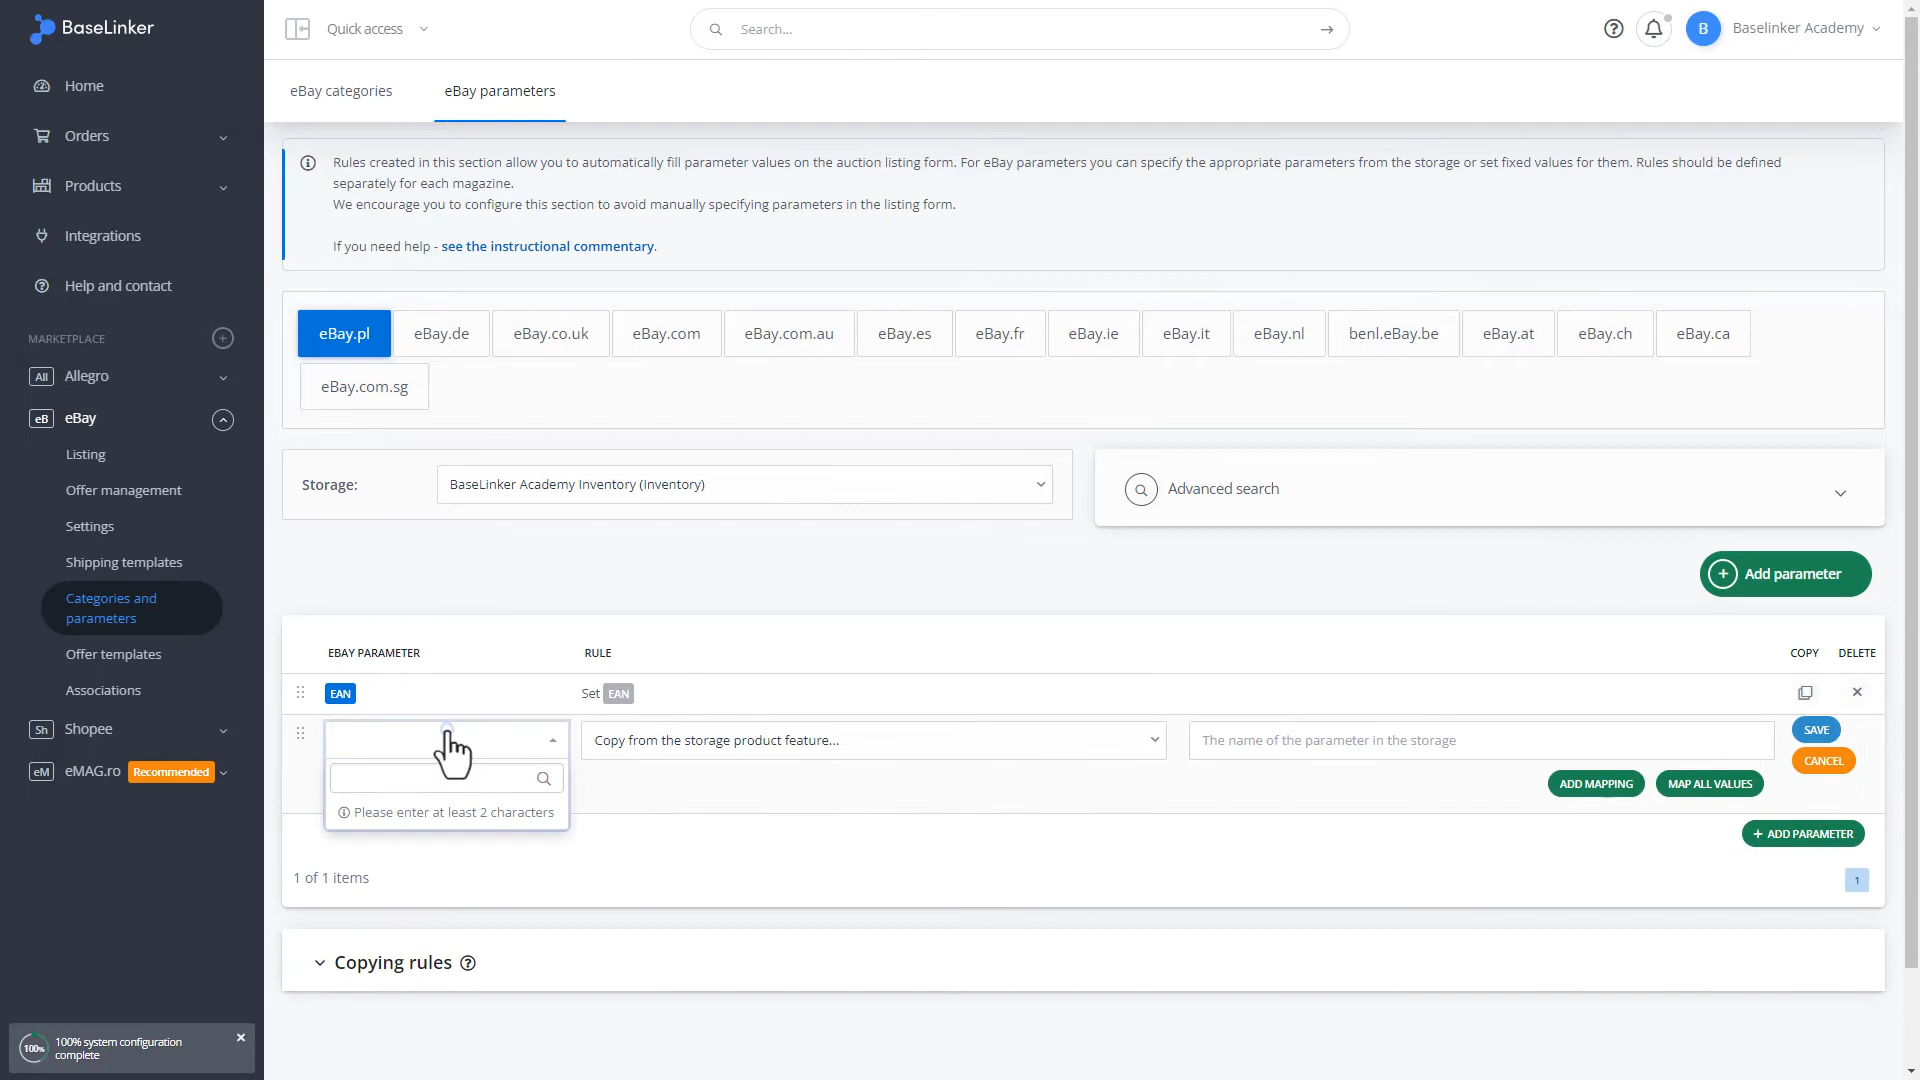 BaseLinker
Quick access
Search...
B
Baselinker Academy
Home
Orders
Products
Integrations
Help and contact
MARKETPLACE
All Allegro
eB eBay
Listing
Offer management
Settings
Shipping templates
Categories and
parameters
Offer templates
Associations
Sh Shopee
eM eMAG.ro Recommended
100%
100% system configuration
complete
eBay categories
eBay parameters
Rules created in this section allow you to automatically fill parameter values on the auction listing form. For eBay parameters you can specify the appropriate parameters from the storage or set fixed values for them. Rules should be defined
separately for each magazine.
We encourage you to configure this section to avoid manually specifying parameters in the listing form.
If you need help - see the instructional commentary.
eBay.pl eBay.de eBay.co.uk eBay.com eBay.com.au eBay.es eBay.fr eBay.ie eBay.it eBay.nl benl.eBay.be eBay.at eBay.ch eBay.ca
eBay.com.sg
Storage: BaseLinker Academy Inventory (Inventory)
Advanced search
Add parameter
EBAY PARAMETER RULE COPY DELETE
EAN Set EAN
Copy from the storage product feature... The name of the parameter in the storage SAVE
CANCEL
ADD MAPPING MAP ALL VALUES
Please enter at least 2 characters
+ ADD PARAMETER
1 of 1 items
1
Copying rules